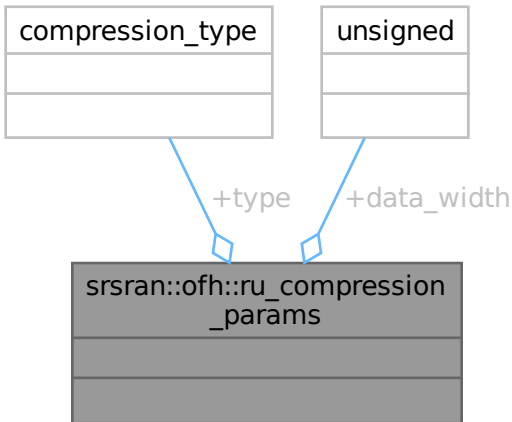 compression_type
unsigned
+type
+data_width
srsran::ofh::ru_compression
_params